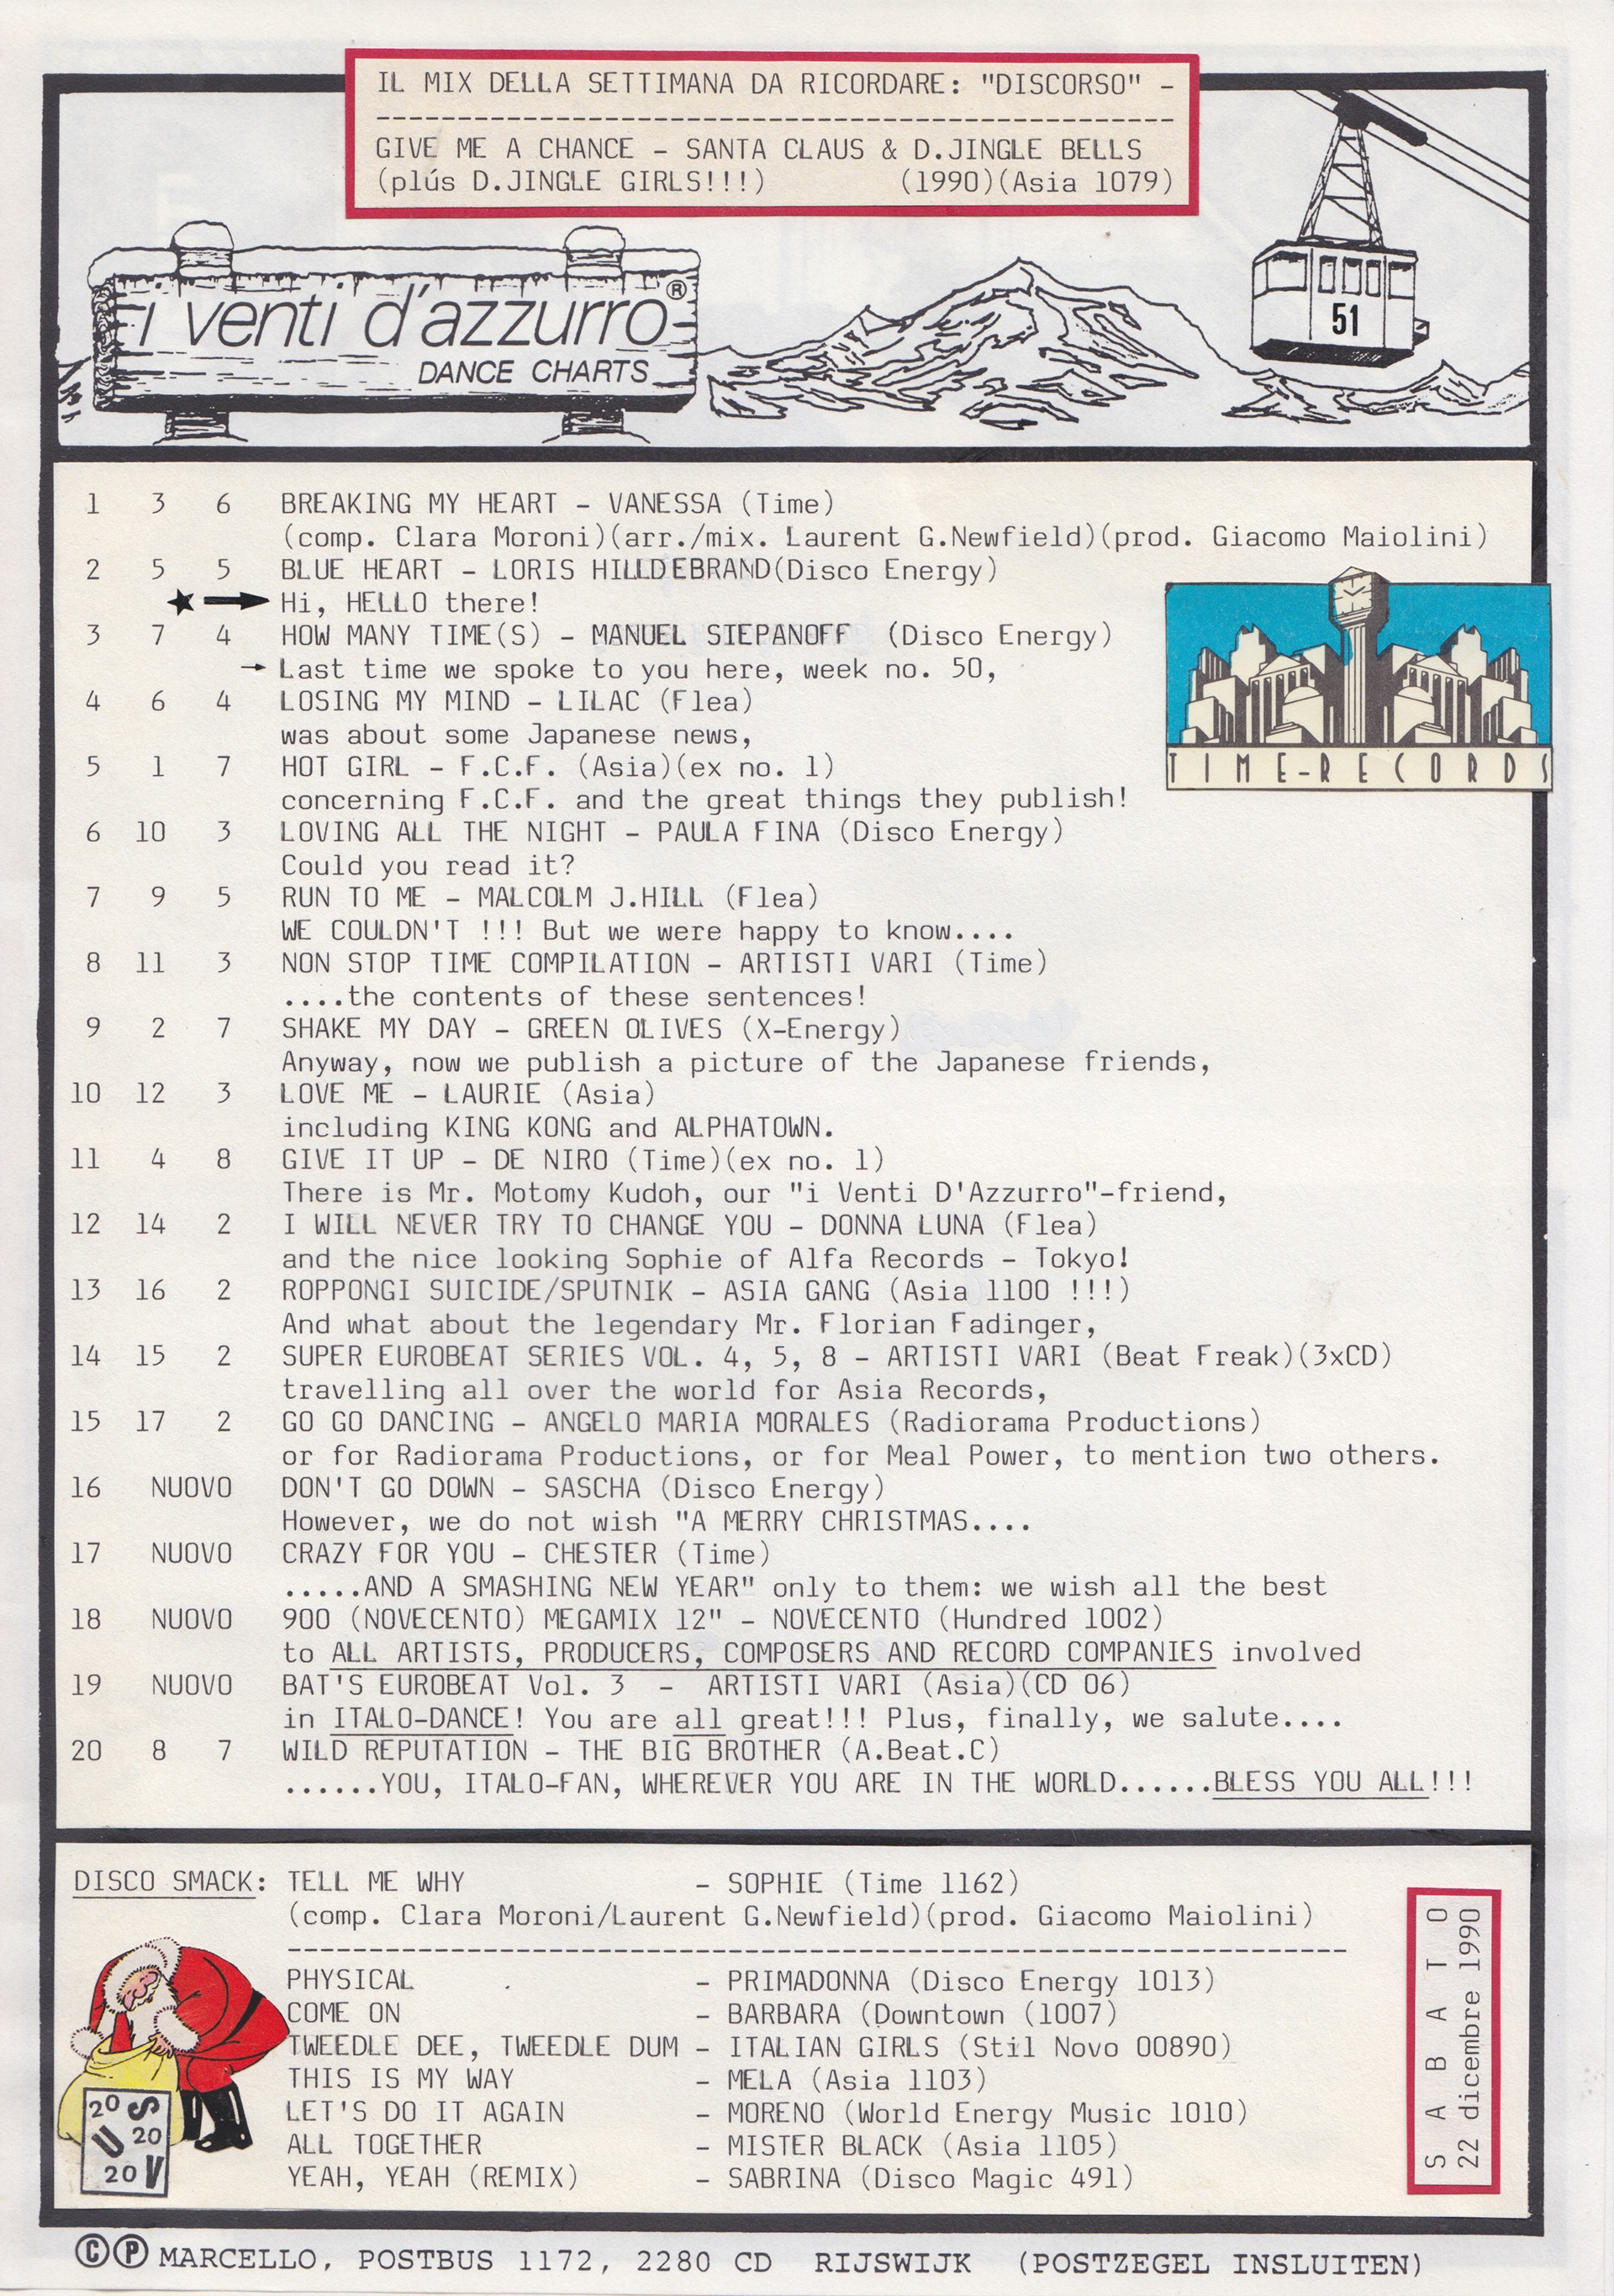 IL MIX DELLA SETTIMANA DA RICORDARE: "DISCORSO" -
GIVE ME A CHANCE - SANTA CLAUS & D.JINGLE BELLS
(plús D.JINGLE GIRLS!!!) (1990)(Asia 1079)
i venti d'azzurro®
DANCE CHARTS
51
1 3 6 BREAKING MY HEART - VANESSA (Time)
(comp. Clara Moroni)(arr./mix. Laurent G.Newfield)(prod. Giacomo Maiolini)
2 5 5 BLUE HEART - LORIS HILLDEBRAND(Disco Energy)
★ → Hi, HELLO there!
3 7 4 HOW MANY TIME(S) - MANUEL SIEPANOFF (Disco Energy)
→ Last time we spoke to you here, week no. 50,
4 6 4 LOSING MY MIND - LILAC (Flea)
was about some Japanese news,
5 1 7 HOT GIRL - F.C.F. (Asia)(ex no. 1)
concerning F.C.F. and the great things they publish!
TIME-RECORDS
6 10 3 LOVING ALL THE NIGHT - PAULA FINA (Disco Energy)
Could you read it?
7 9 5 RUN TO ME - MALCOLM J.HILL (Flea)
WE COULDN'T !!! But we were happy to know....
8 11 3 NON STOP TIME COMPILATION - ARTISTI VARI (Time)
....the contents of these sentences!
9 2 7 SHAKE MY DAY - GREEN OLIVES (X-Energy)
Anyway, now we publish a picture of the Japanese friends,
10 12 3 LOVE ME - LAURIE (Asia)
including KING KONG and ALPHATOWN.
11 4 8 GIVE IT UP - DE NIRO (Time)(ex no. 1)
There is Mr. Motomy Kudoh, our "i Venti D'Azzurro"-friend,
12 14 2 I WILL NEVER TRY TO CHANGE YOU - DONNA LUNA (Flea)
and the nice looking Sophie of Alfa Records - Tokyo!
13 16 2 ROPPONGI SUICIDE/SPUTNIK - ASIA GANG (Asia 1100 !!!)
And what about the legendary Mr. Florian Fadinger,
14 15 2 SUPER EUROBEAT SERIES VOL. 4, 5, 8 - ARTISTI VARI (Beat Freak)(3xCD)
travelling all over the world for Asia Records,
15 17 2 GO GO DANCING - ANGELO MARIA MORALES (Radiorama Productions)
or for Radiorama Productions, or for Meal Power, to mention two others.
16 NUOVO DON'T GO DOWN - SASCHA (Disco Energy)
However, we do not wish "A MERRY CHRISTMAS....
17 NUOVO CRAZY FOR YOU - CHESTER (Time)
.....AND A SMASHING NEW YEAR" only to them: we wish all the best
18 NUOVO 900 (NOVECENTO) MEGAMIX 12" - NOVECENTO (Hundred 1002)
to ALL ARTISTS, PRODUCERS, COMPOSERS AND RECORD COMPANIES involved
19 NUOVO BAT'S EUROBEAT Vol. 3 - ARTISTI VARI (Asia)(CD 06)
in ITALO-DANCE! You are all great!!! Plus, finally, we salute....
20 8 7 WILD REPUTATION - THE BIG BROTHER (A.Beat.C)
......YOU, ITALO-FAN, WHEREVER YOU ARE IN THE WORLD......BLESS YOU ALL!!!
DISCO SMACK: TELL ME WHY - SOPHIE (Time 1162)
(comp. Clara Moroni/Laurent G.Newfield)(prod. Giacomo Maiolini)
PHYSICAL - PRIMADONNA (Disco Energy 1013)
COME ON - BARBARA (Downtown (1007)
TWEEDLE DEE, TWEEDLE DUM - ITALIAN GIRLS (Stil Novo 00890)
THIS IS MY WAY - MELA (Asia 1103)
LET'S DO IT AGAIN - MORENO (World Energy Music 1010)
ALL TOGETHER - MISTER BLACK (Asia 1105)
YEAH, YEAH (REMIX) - SABRINA (Disco Magic 491)
20 S
U 20
20 V
SABATO
22 dicembre 1990
©Ⓟ MARCELLO, POSTBUS 1172, 2280 CD RIJSWIJK (POSTZEGEL INSLUITEN)